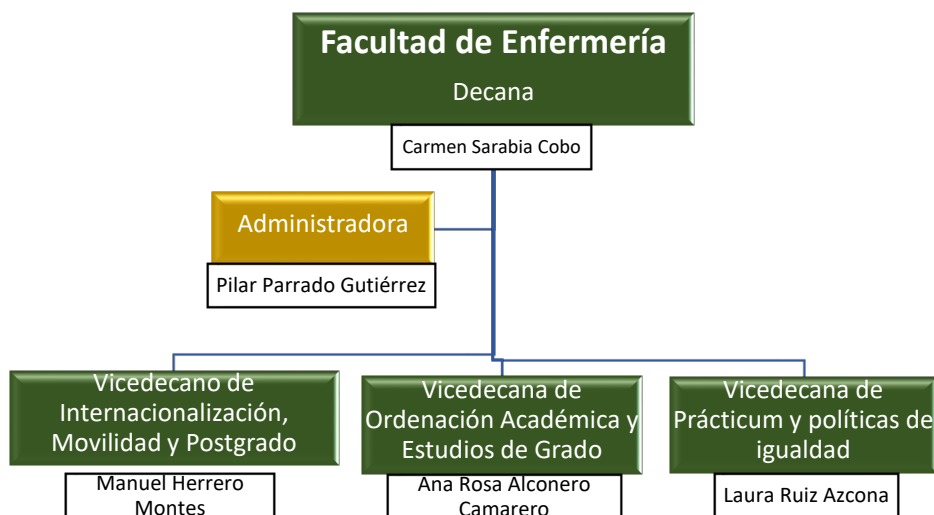 Facultad de Enfermería
Decana
Carmen Sarabia Cobo
Administradora
Pilar Parrado Gutiérrez
Vicedecano de
Internacionalización,
Movilidad y Postgrado
Manuel Herrero
Montes
Vicedecana de
Ordenación Académica y
Estudios de Grado
Ana Rosa Alconero
Camarero
Vicedecana de
Prácticum y políticas de
igualdad
Laura Ruiz Azcona